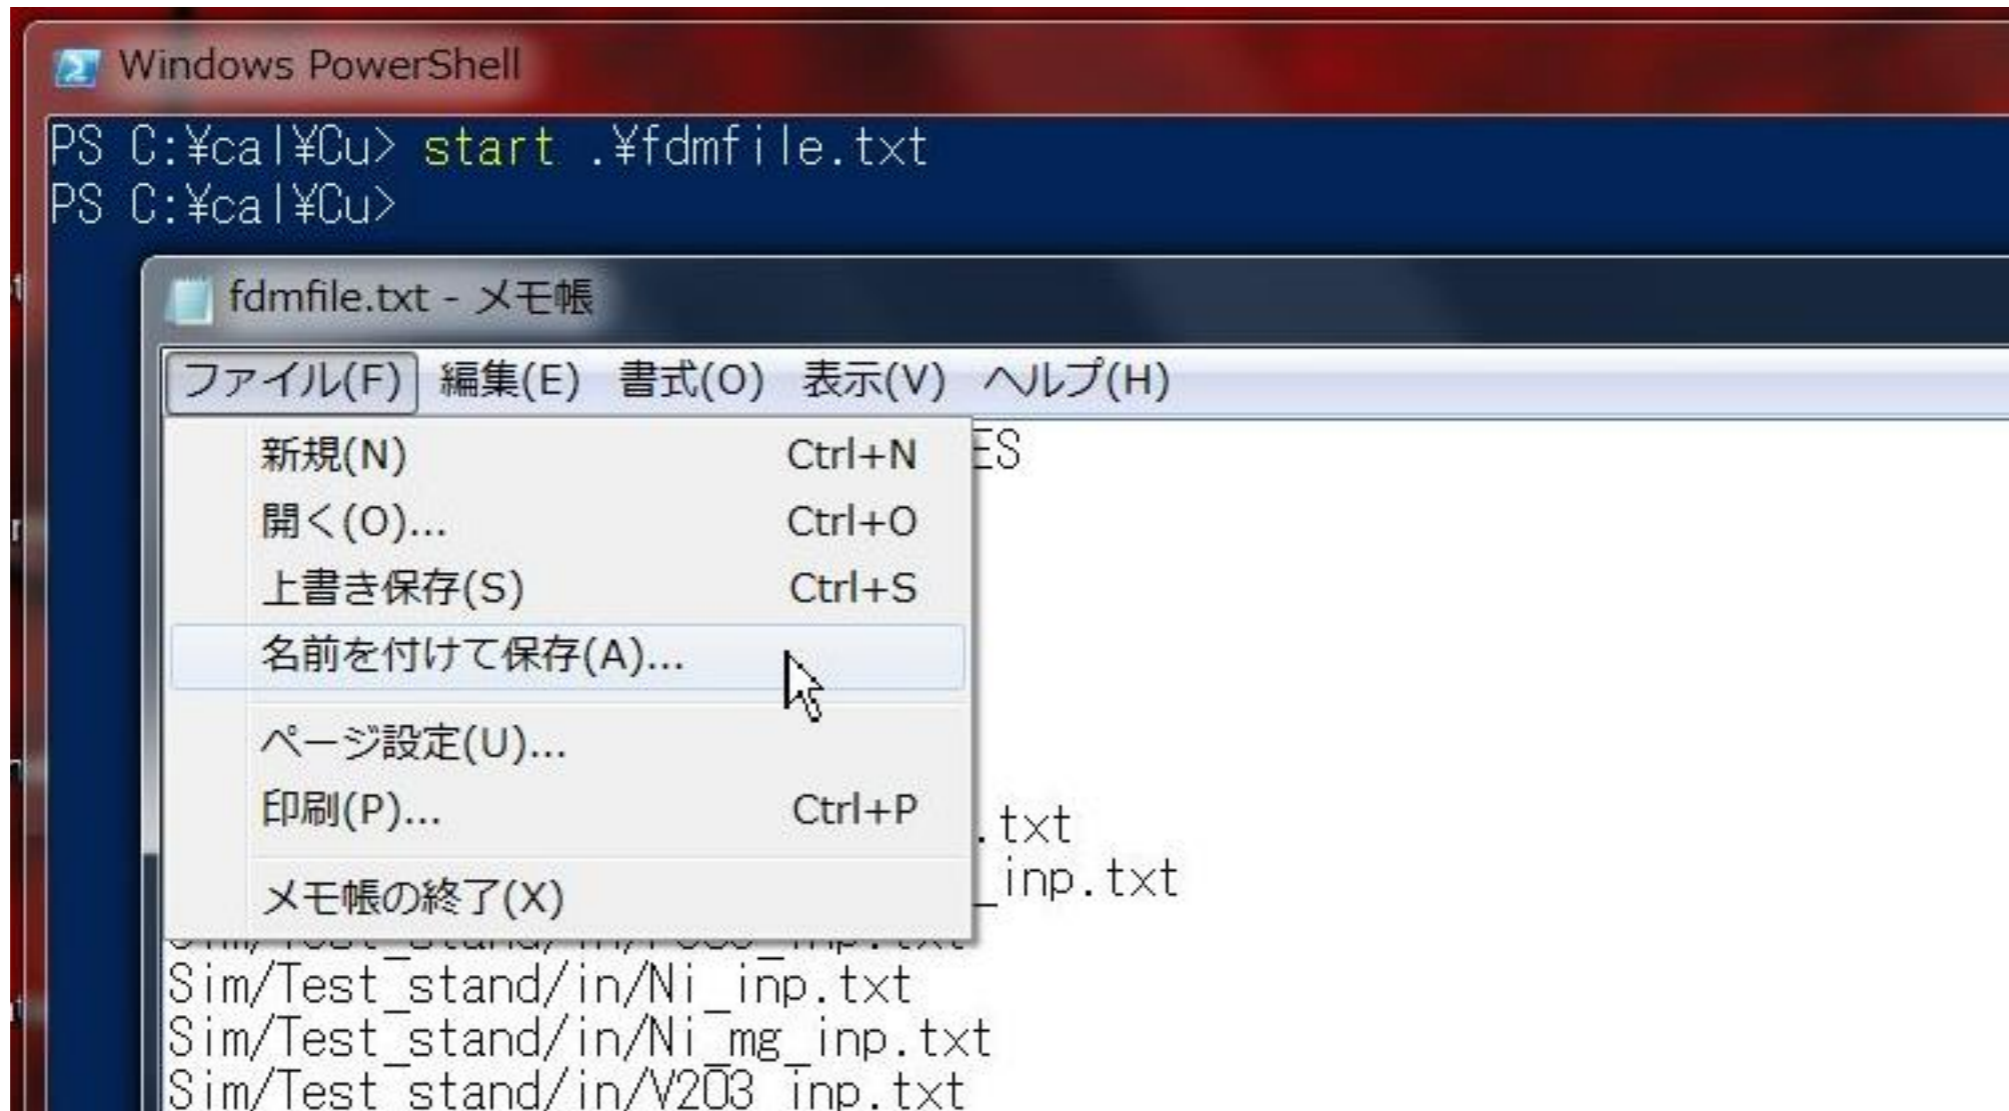 Windows PowerShell
PS C:¥cal¥Cu> start .¥fdmfile.txt
PS C:¥cal¥Cu>
fdmfile.txt - メモ帳
ファイル(F) 編集(E) 書式(O) 表示(V) ヘルプ(H)
新規(N) Ctrl+N
開く(O)... Ctrl+O
上書き保存(S) Ctrl+S
名前を付けて保存(A)...
ページ設定(U)...
印刷(P)... Ctrl+P
メモ帳の終了(X)
ES
.txt
_inp.txt
Sim/Test_stand/in/Ni_inp.txt
Sim/Test_stand/in/Ni_mg_inp.txt
Sim/Test_stand/in/V2O3_inp.txt